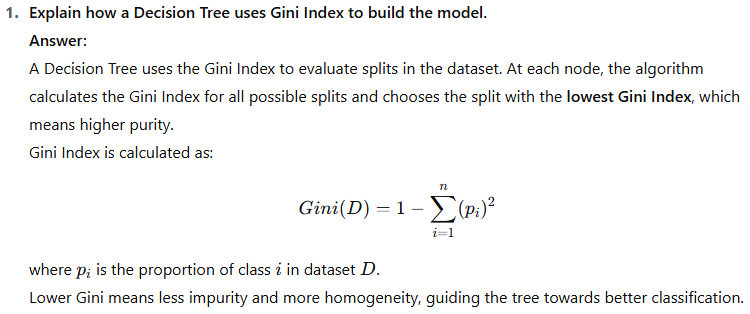 1. Explain how a Decision Tree uses Gini Index to build the model.
Answer:
A Decision Tree uses the Gini Index to evaluate splits in the dataset. At each node, the algorithm
calculates the Gini Index for all possible splits and chooses the split with the lowest Gini Index, which
means higher purity.
Gini Index is calculated as:
Gini(D) = 1 − ∑_{i=1}^{n} (p_i)^2
where p_i is the proportion of class i in dataset D.
Lower Gini means less impurity and more homogeneity, guiding the tree towards better classification.